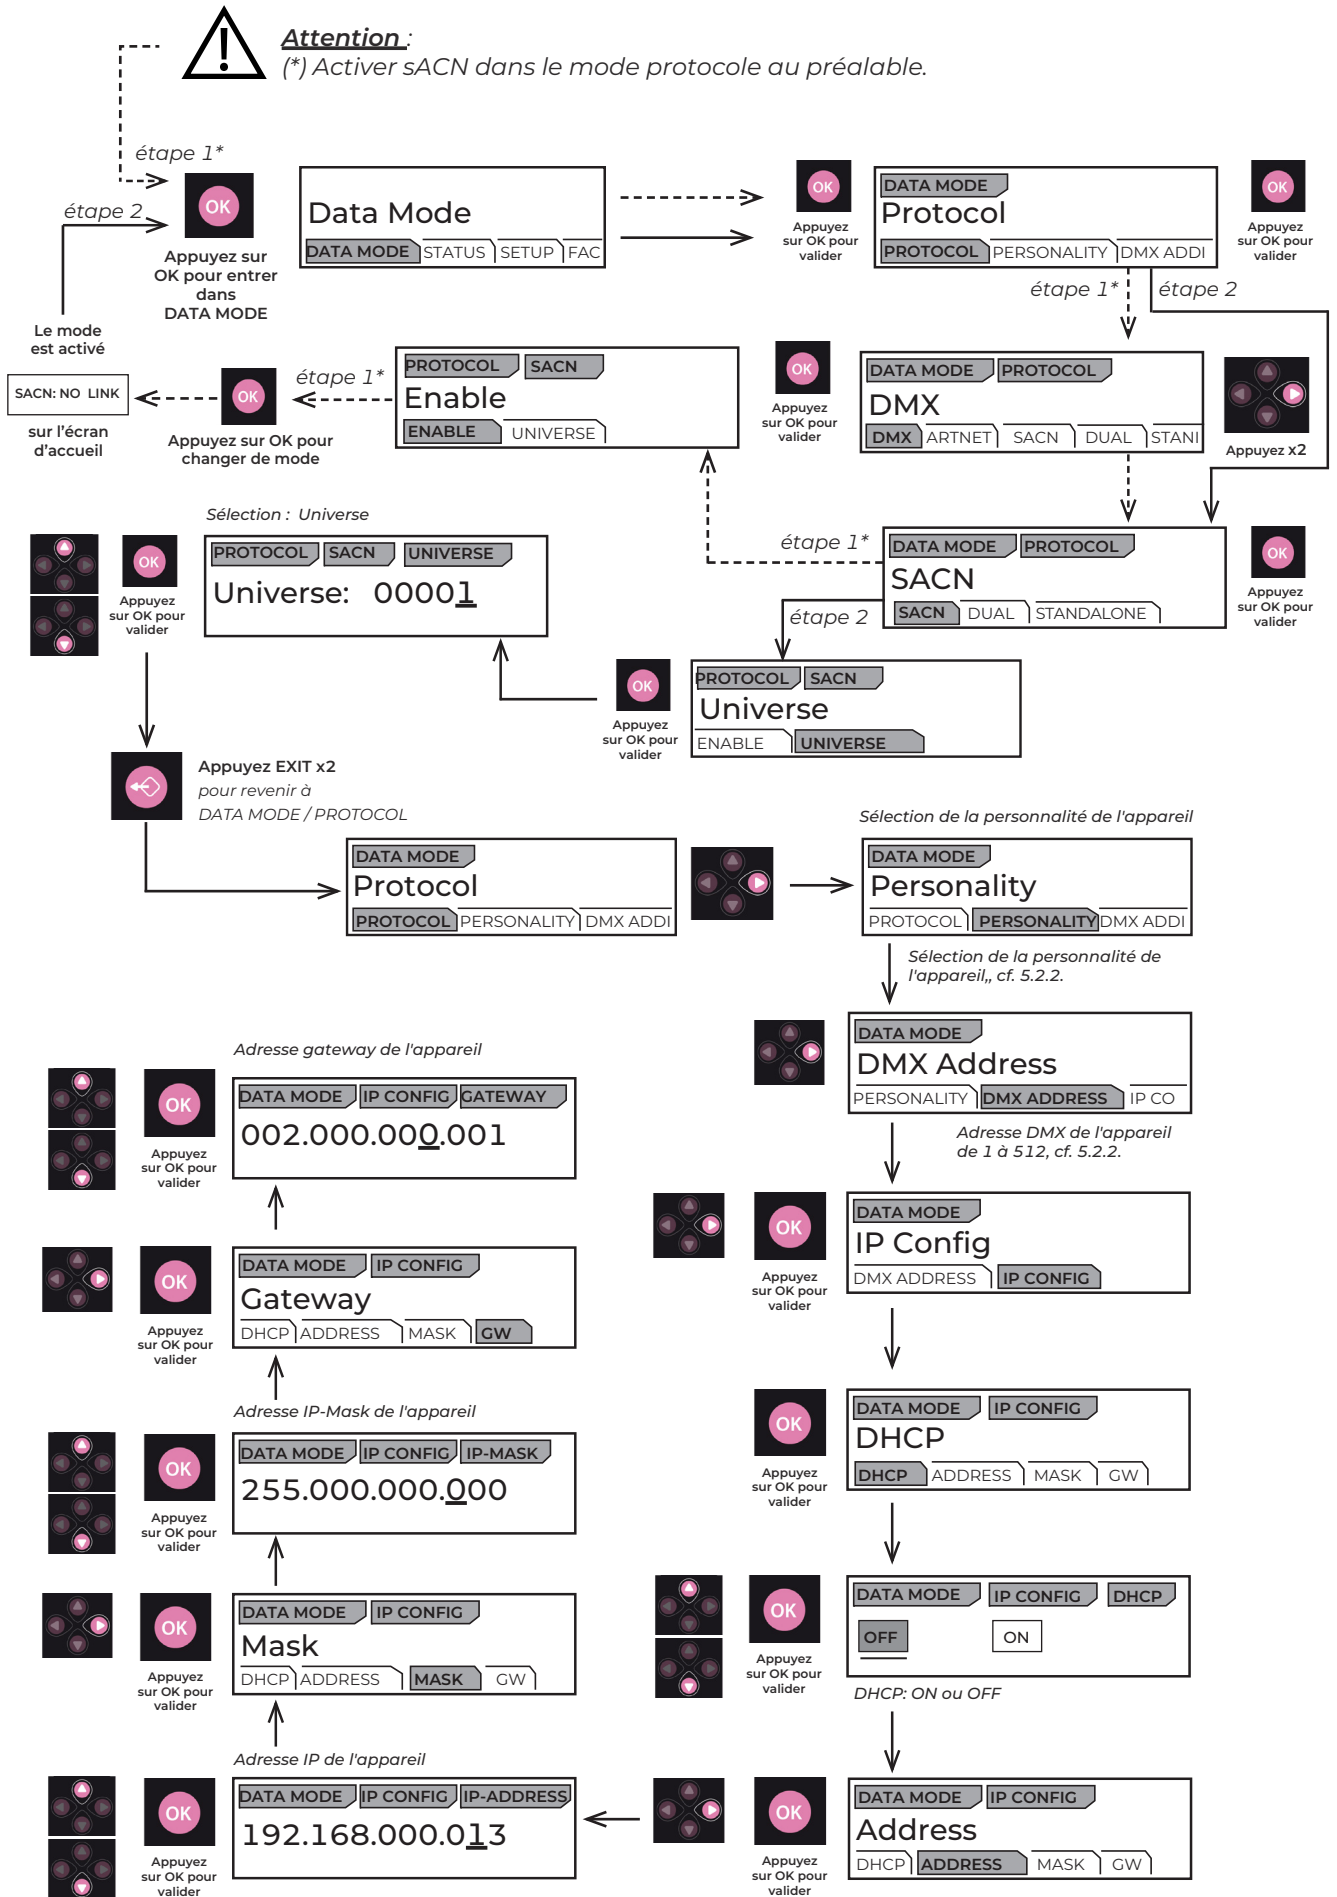 Attention :
(*) Activer sACN dans le mode protocole au préalable.
étape 1*
étape 2
OK
Appuyez sur
OK pour entrer
dans
DATA MODE
Data Mode
DATA MODE STATUS SETUP FAC
OK
Appuyez
sur OK pour
valider
DATA MODE
Protocol
PROTOCOL PERSONALITY DMX ADDI
OK
Appuyez
sur OK pour
valider
étape 1*
étape 2
Le mode
est activé
SACN: NO LINK
sur l'écran
d'accueil
OK
Appuyez sur OK pour
changer de mode
étape 1*
PROTOCOL SACN
Enable
ENABLE UNIVERSE
OK
Appuyez
sur OK pour
valider
DATA MODE PROTOCOL
DMX
DMX ARTNET SACN DUAL STANI
Appuyez x2
étape 1*
DATA MODE PROTOCOL
SACN
SACN DUAL STANDALONE
OK
Appuyez
sur OK pour
valider
étape 2
Sélection : Universe
OK
Appuyez
sur OK pour
valider
PROTOCOL SACN UNIVERSE
Universe: 00001
OK
Appuyez
sur OK pour
valider
PROTOCOL SACN
Universe
ENABLE UNIVERSE
Appuyez EXIT x2
pour revenir à
DATA MODE / PROTOCOL
DATA MODE
Protocol
PROTOCOL PERSONALITY DMX ADDI
Sélection de la personnalité de l'appareil
DATA MODE
Personality
PROTOCOL PERSONALITY DMX ADDI
Sélection de la personnalité de
l'appareil,, cf. 5.2.2.
DATA MODE
DMX Address
PERSONALITY DMX ADDRESS IP CO
Adresse DMX de l'appareil
de 1 à 512, cf. 5.2.2.
OK
Appuyez
sur OK pour
valider
DATA MODE
IP Config
DMX ADDRESS IP CONFIG
OK
Appuyez
sur OK pour
valider
DATA MODE IP CONFIG
DHCP
DHCP ADDRESS MASK GW
OK
Appuyez
sur OK pour
valider
DATA MODE IP CONFIG DHCP
OFF ON
DHCP: ON ou OFF
OK
Appuyez
sur OK pour
valider
DATA MODE IP CONFIG
Address
DHCP ADDRESS MASK GW
Adresse IP de l'appareil
OK
Appuyez
sur OK pour
valider
DATA MODE IP CONFIG IP-ADDRESS
192.168.000.013
OK
Appuyez
sur OK pour
valider
DATA MODE IP CONFIG
Mask
DHCP ADDRESS MASK GW
Adresse IP-Mask de l'appareil
OK
Appuyez
sur OK pour
valider
DATA MODE IP CONFIG IP-MASK
255.000.000.000
OK
Appuyez
sur OK pour
valider
DATA MODE IP CONFIG
Gateway
DHCP ADDRESS MASK GW
Adresse gateway de l'appareil
OK
Appuyez
sur OK pour
valider
DATA MODE IP CONFIG GATEWAY
002.000.000.001